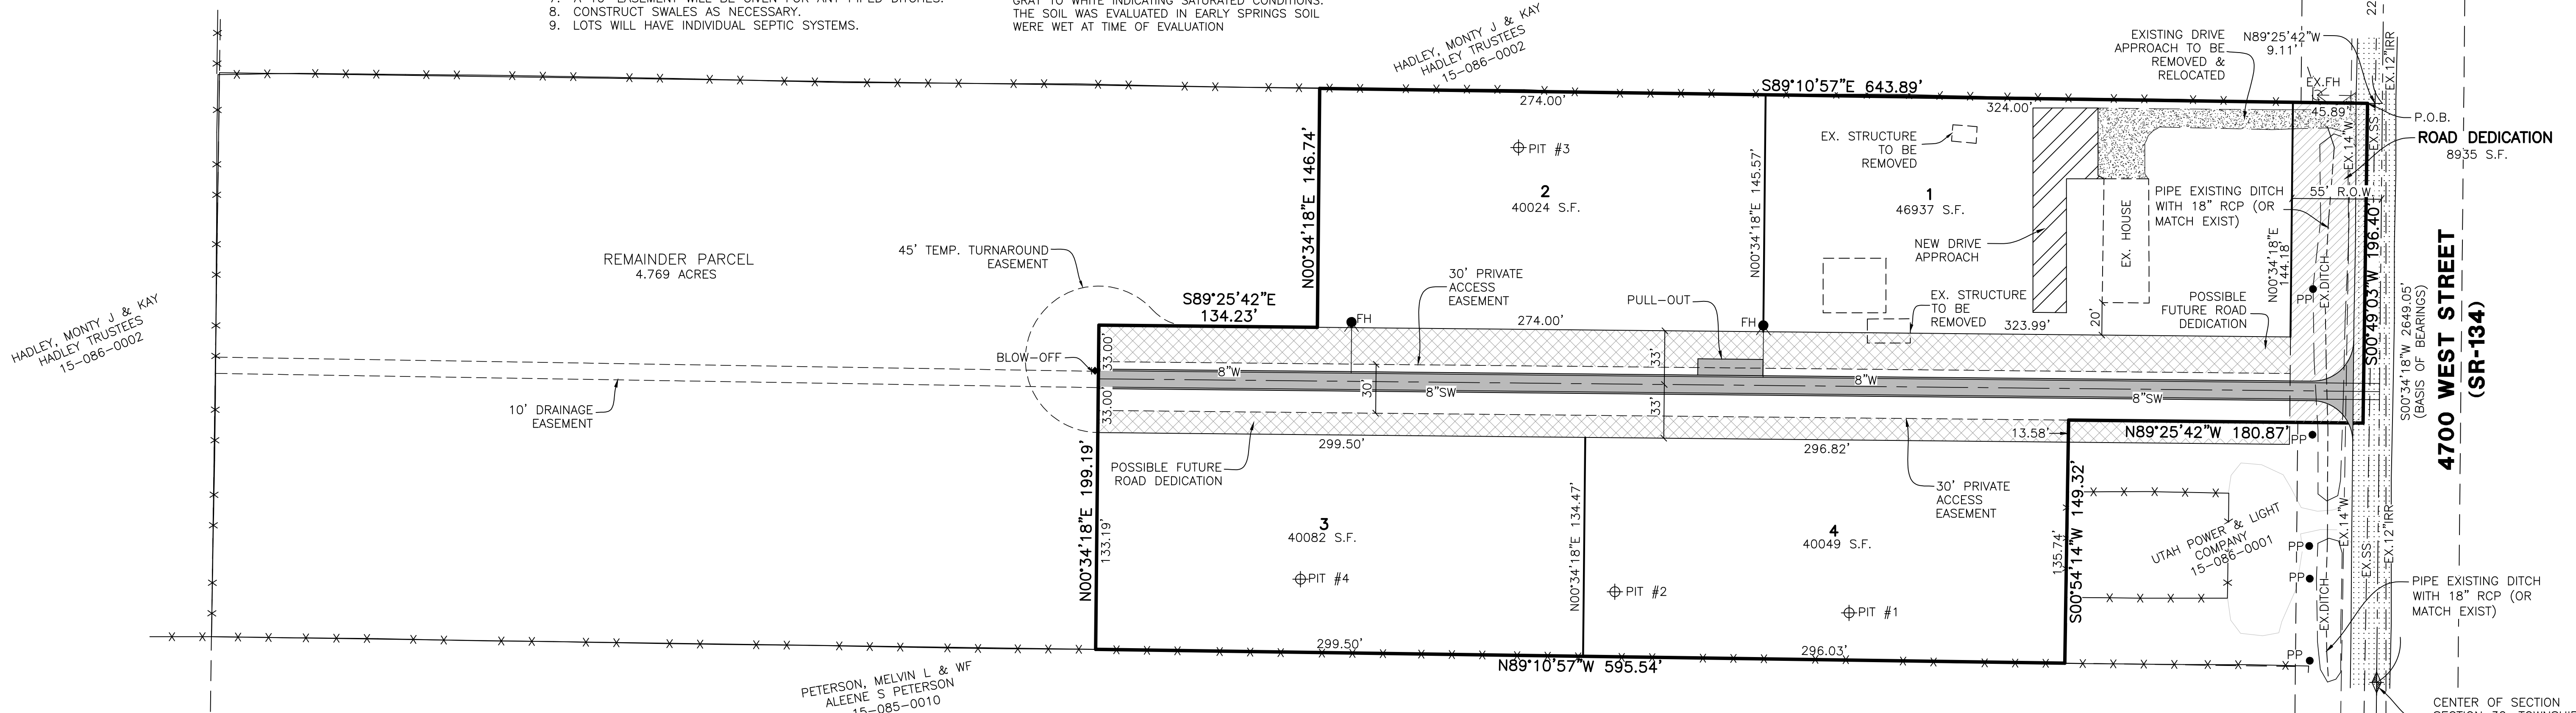 8. CONSTRUCT SWALES AS NECESSARY.
9. LOTS WILL HAVE INDIVIDUAL SEPTIC SYSTEMS.
GRAY TO WHITE INDICATING SATURATED CONDITIONS.
THE SOIL WAS EVALUATED IN EARLY SPRINGS SOIL
WERE WET AT TIME OF EVALUATION
HADLEY, MONTY J & KAY
HADLEY TRUSTEES
15-086-0002
EXISTING DRIVE
APPROACH TO BE
REMOVED &
RELOCATED
N89°25'42"W
9.11'
22
EX.12"IRR
EX.FH
S89°10'57"E 643.89'
274.00'
324.00'
45.89'
P.O.B.
ROAD DEDICATION
8935 S.F.
EX.14"W
EX.SS
N00°34'18"E 146.74'
PIT #3
2
40024 S.F.
N00°34'18"E 145.57'
EX. STRUCTURE
TO BE
REMOVED
1
46937 S.F.
NEW DRIVE
APPROACH
EX. HOUSE
20'
PIPE EXISTING DITCH
WITH 18" RCP (OR
MATCH EXIST)
55' R.O.W.
N00°34'18"E
144.18'
EX.DITCH
PP
S00°49'03"W 196.40'
S00°34'18"W 2649.05'
(BASIS OF BEARINGS)
4700 WEST STREET
(SR-134)
POSSIBLE
FUTURE ROAD
DEDICATION
REMAINDER PARCEL
4.769 ACRES
45' TEMP. TURNAROUND
EASEMENT
S89°25'42"E
134.23'
30' PRIVATE
ACCESS
EASEMENT
PULL-OUT
EX. STRUCTURE
TO BE
REMOVED
FH
274.00'
FH
323.99'
HADLEY, MONTY J & KAY
HADLEY TRUSTEES
15-086-0002
BLOW-OFF
33.00'
33.00'
8"W
30'
8"SW
33'
33'
8"W
8"SW
10' DRAINAGE
EASEMENT
13.58'
N89°25'42"W 180.87'
PP
299.50'
296.82'
POSSIBLE FUTURE
ROAD DEDICATION
30' PRIVATE
ACCESS
EASEMENT
N00°34'18"E 199.19'
133.19'
3
40082 S.F.
PIT #4
N00°34'18"E 134.47'
PIT #2
4
40049 S.F.
PIT #1
135.74'
S00°54'14"W 149.32'
UTAH POWER & LIGHT
COMPANY
15-086-0001
PP
PP
PP
EX.DITCH
EX.14"W
EX.SS
EX.12"IRR
PIPE EXISTING DITCH
WITH 18" RCP (OR
MATCH EXIST)
299.50'
296.03'
N89°10'57"W 595.54'
PETERSON, MELVIN L & WF
ALEENE S PETERSON
15-085-0010
CENTER OF SECTION